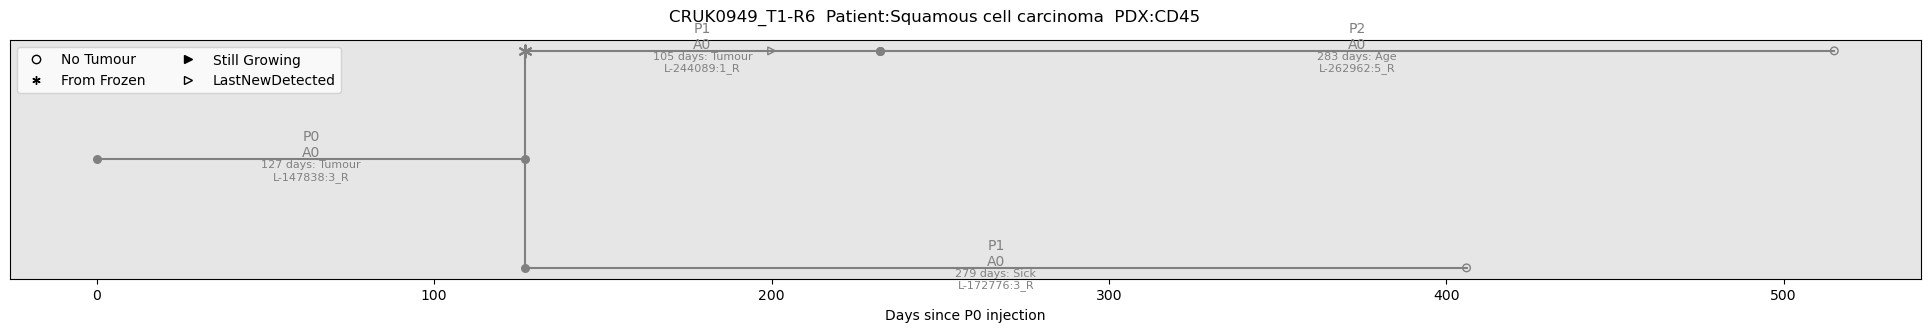 CRUK0949_T1-R6  Patient:Squamous cell carcinoma  PDX:CD45
No Tumour
From Frozen
Still Growing
LastNewDetected
P1
A0
105 days: Tumour
L-244089:1_R
P2
A0
283 days: Age
L-262962:5_R
P0
A0
127 days: Tumour
L-147838:3_R
P1
A0
279 days: Sick
L-172776:3_R
0 100 200 300 400 500
Days since P0 injection